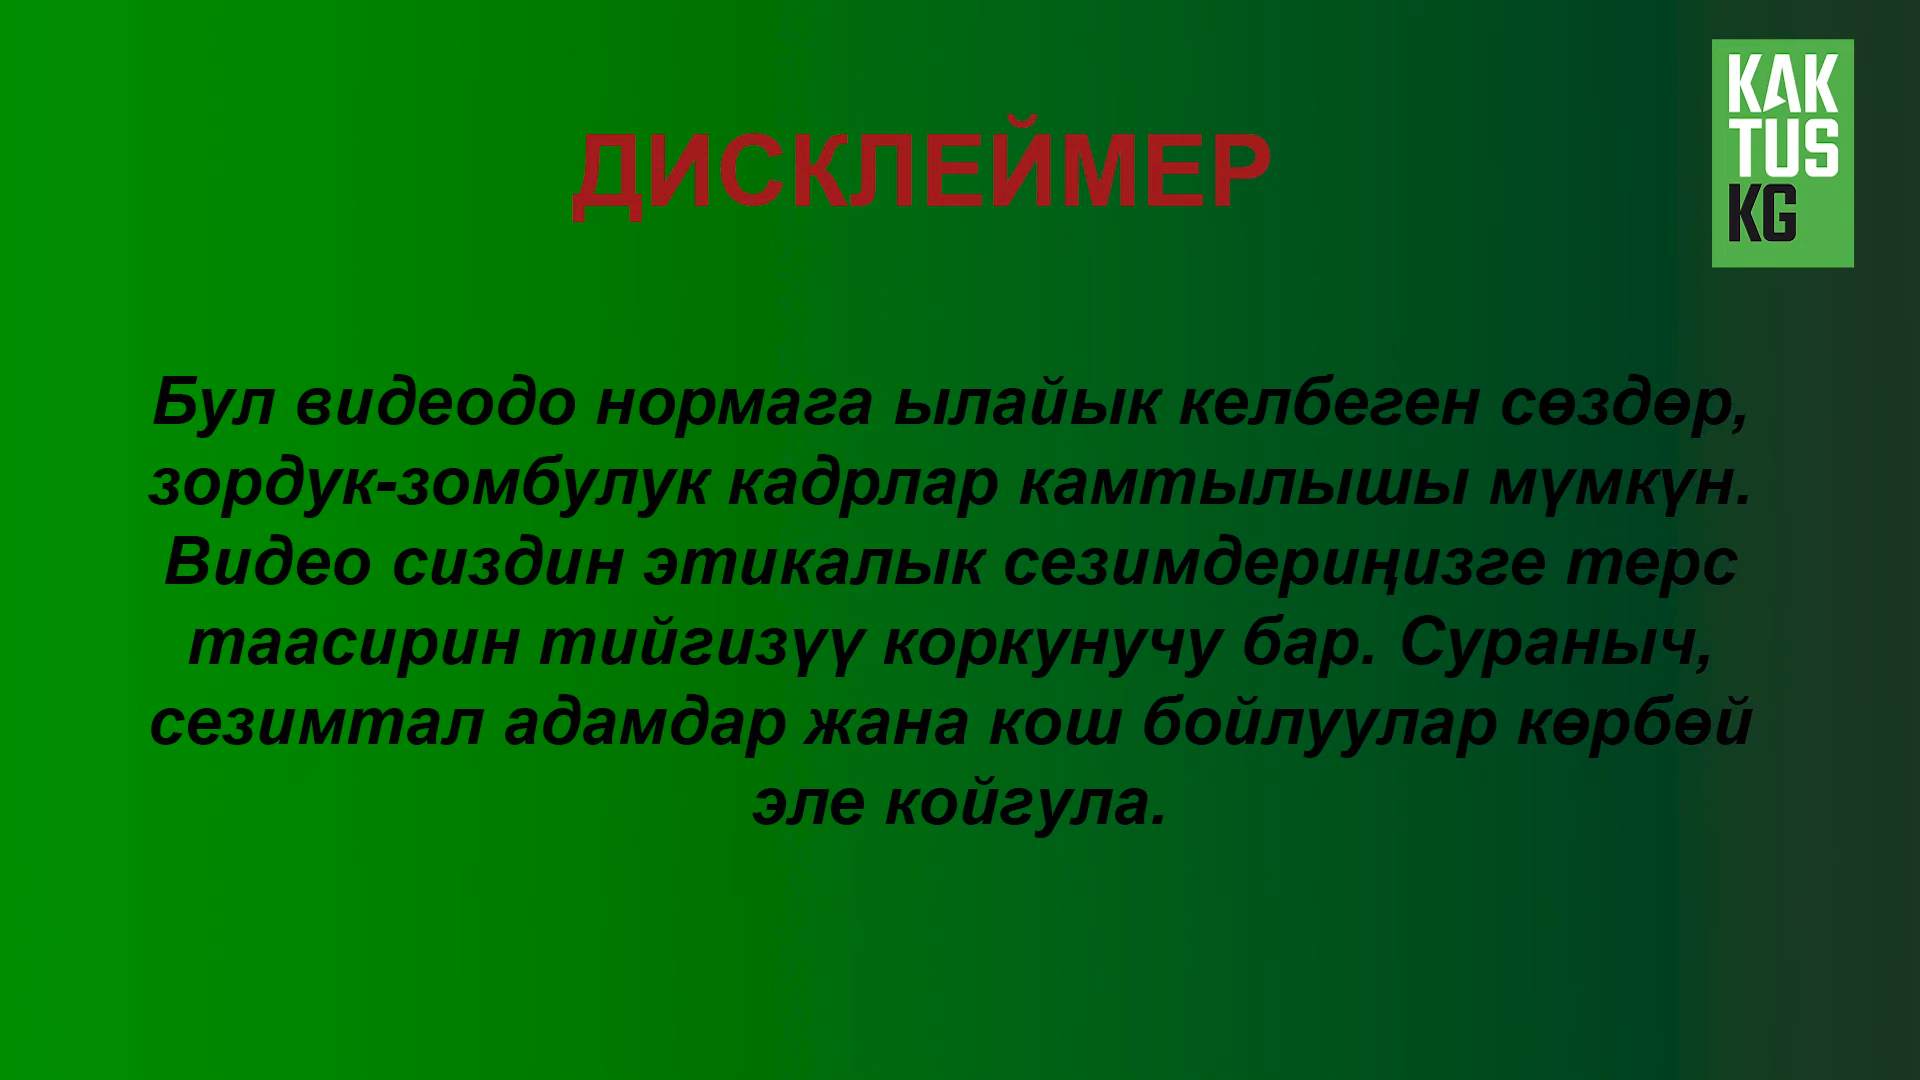 KAK
TUS
KG
ДИСКЛЕЙМЕР
Бул видеодо нормага ылайык келбеген сөздөр,
зордук-зомбулук кадрлар камтылышы мүмкүн.
Видео сиздин этикалык сезимдериңизге терс
таасирин тийгизүү коркунучу бар. Сураныч,
сезимтал адамдар жана кош бойлуулар көрбөй
эле койгула.